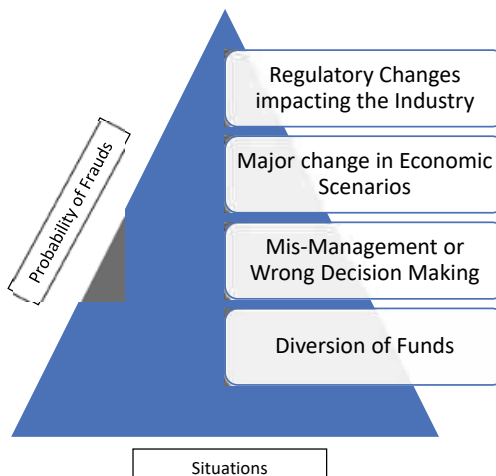 Regulatory Changes
impacting the Industry
Major change in Economic
Scenarios
Mis-Management or
Wrong Decision Making
Diversion of Funds
Probability of Frauds
Situations